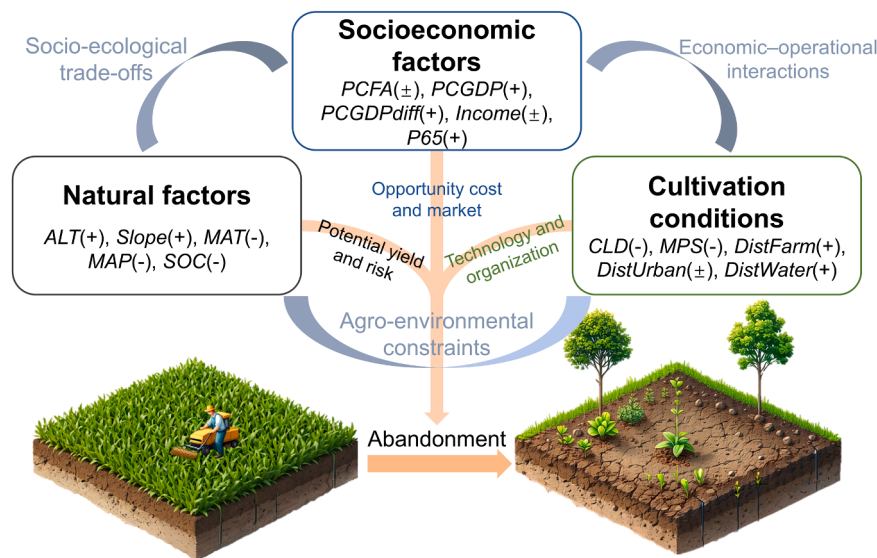 Socio-ecological
trade-offs
Socioeconomic
factors
PCFA(±), PCGDP(+),
PCGDPdiff(+), Income(±),
P65(+)
Economic–operational
interactions
Natural factors
ALT(+), Slope(+), MAT(-),
MAP(-), SOC(-)
Opportunity cost
and market
Potential yield
and risk
Technology and
organization
Cultivation
conditions
CLD(-), MPS(-), DistFarm(+),
DistUrban(±), DistWater(+)
Agro-environmental
constraints
Abandonment